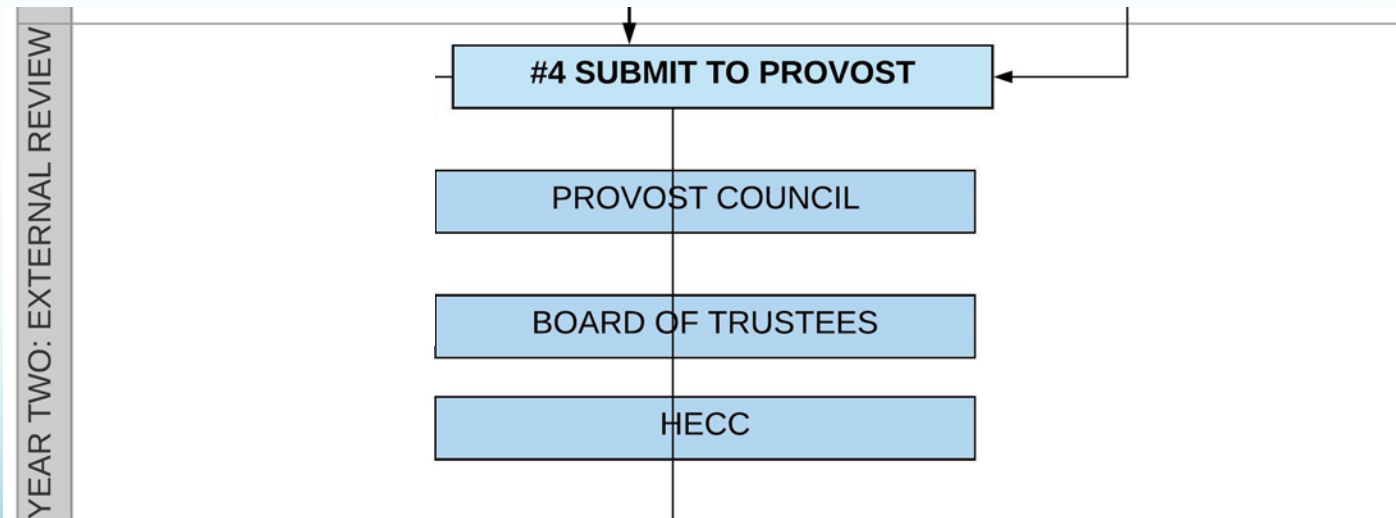 YEAR TWO: EXTERNAL REVIEW
#4 SUBMIT TO PROVOST
PROVOST COUNCIL
BOARD OF TRUSTEES
HECC